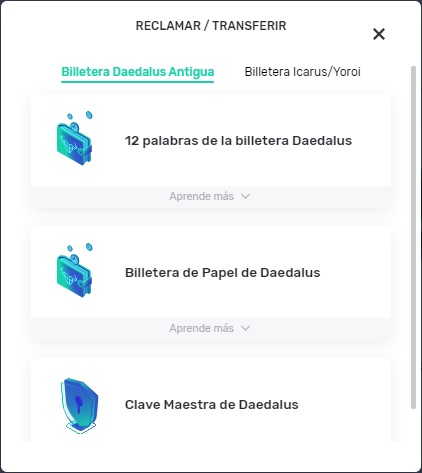 RECLAMAR / TRANSFERIR
Billetera Daedalus Antigua
Billetera Icarus/Yoroi
12 palabras de la billetera Daedalus
Aprende más
Billetera de Papel de Daedalus
Aprende más
Clave Maestra de Daedalus